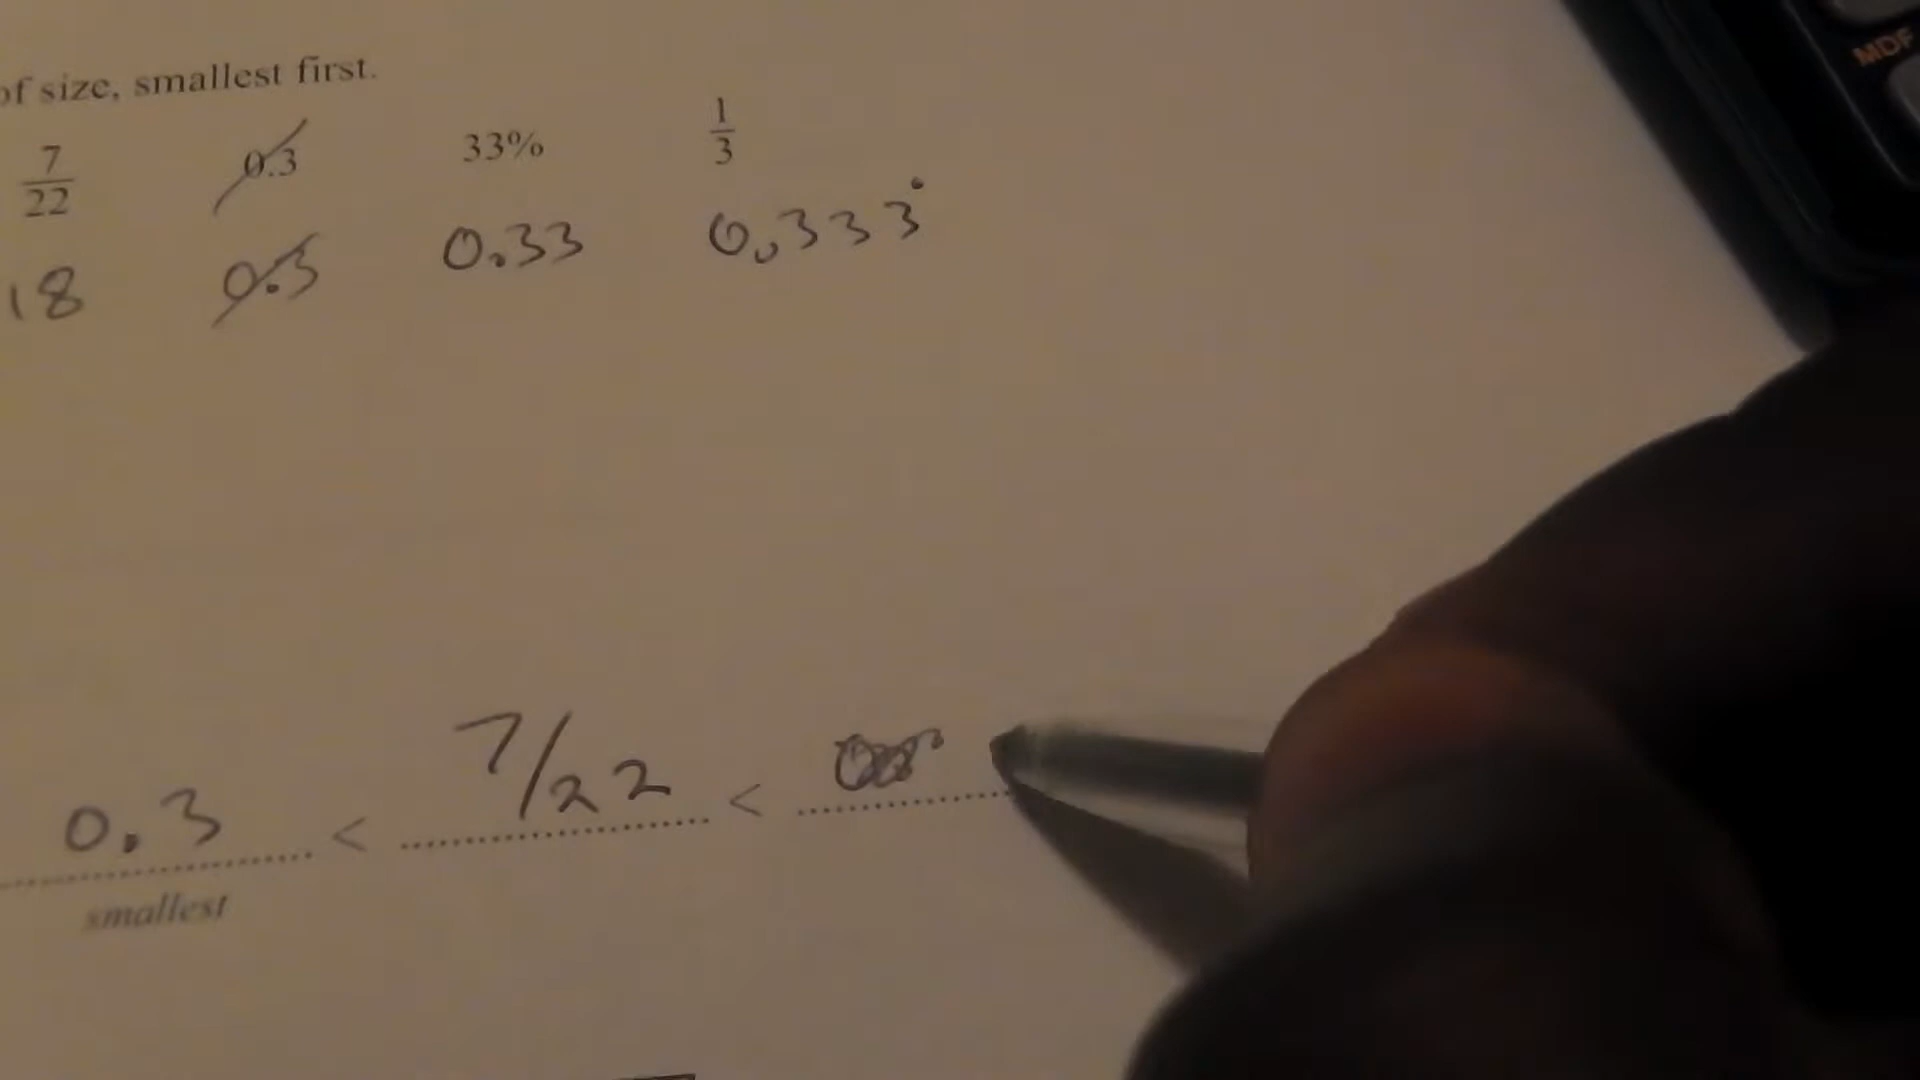 of size, smallest first.
7/22 0.3 33% 1/3
18 0.3 0.33 0.333̇
0.3 < 7/22 <
smallest
MDF